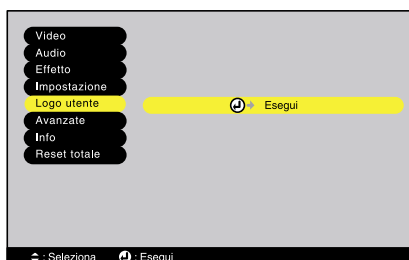 Video
Audio
Effetto
Impostazione
Logo utente
Esegui
Avanzate
Info
Reset totale
: Seleziona : Esegui